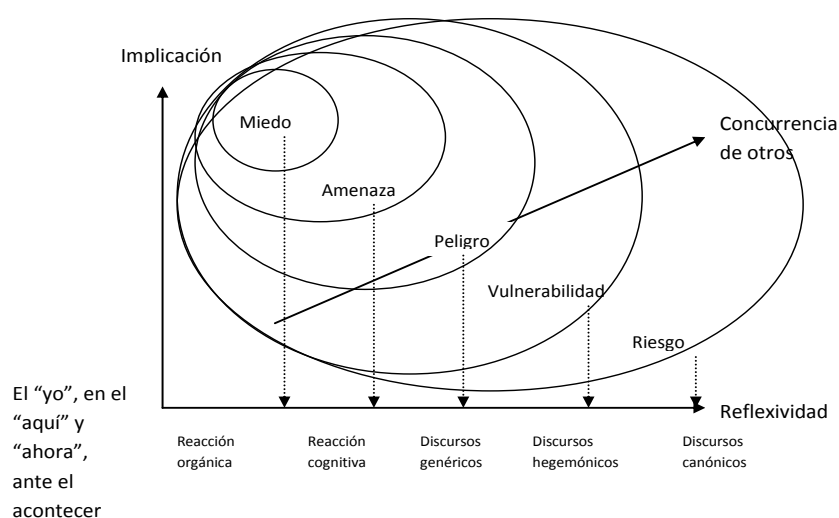 Implicación
Concurrencia
de otros
Miedo
Amenaza
Peligro
Vulnerabilidad
Riesgo
El “yo”, en el
“aquí” y
“ahora”,
ante el
acontecer
Reflexividad
Reacción
orgánica
Reacción
cognitiva
Discursos
genéricos
Discursos
hegemónicos
Discursos
canónicos